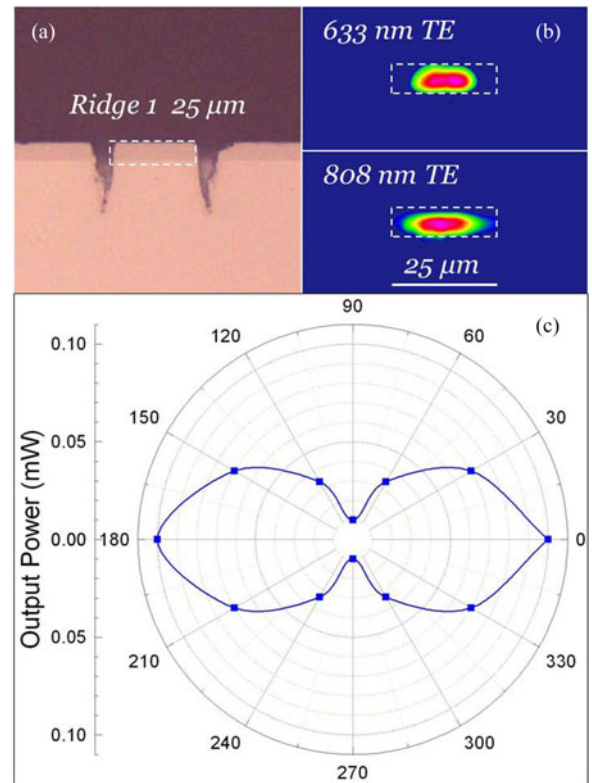 (a)
Ridge 1 25 μm
633 nm TE
(b)
808 nm TE
25 μm
(c)
Output Power (mW)
0.10
0.05
0.00
0.05
0.10
90
120
60
150
30
180
0
210
330
240
300
270